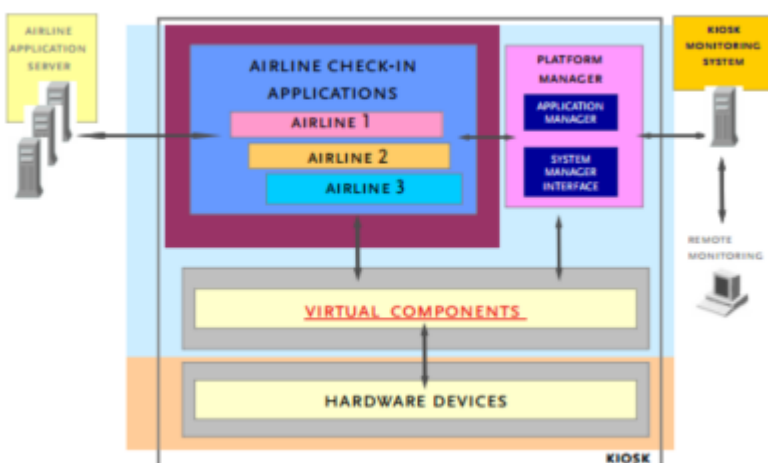 AIRLINE
APPLICATION
SERVER
AIRLINE CHECK-IN
APPLICATIONS
AIRLINE 1
AIRLINE 2
AIRLINE 3
PLATFORM
MANAGER
APPLICATION
MANAGER
SYSTEM
MANAGER
INTERFACE
KIOSK
MONITORING
SYSTEM
REMOTE
MONITORING
VIRTUAL COMPONENTS
HARDWARE DEVICES
KIOSK